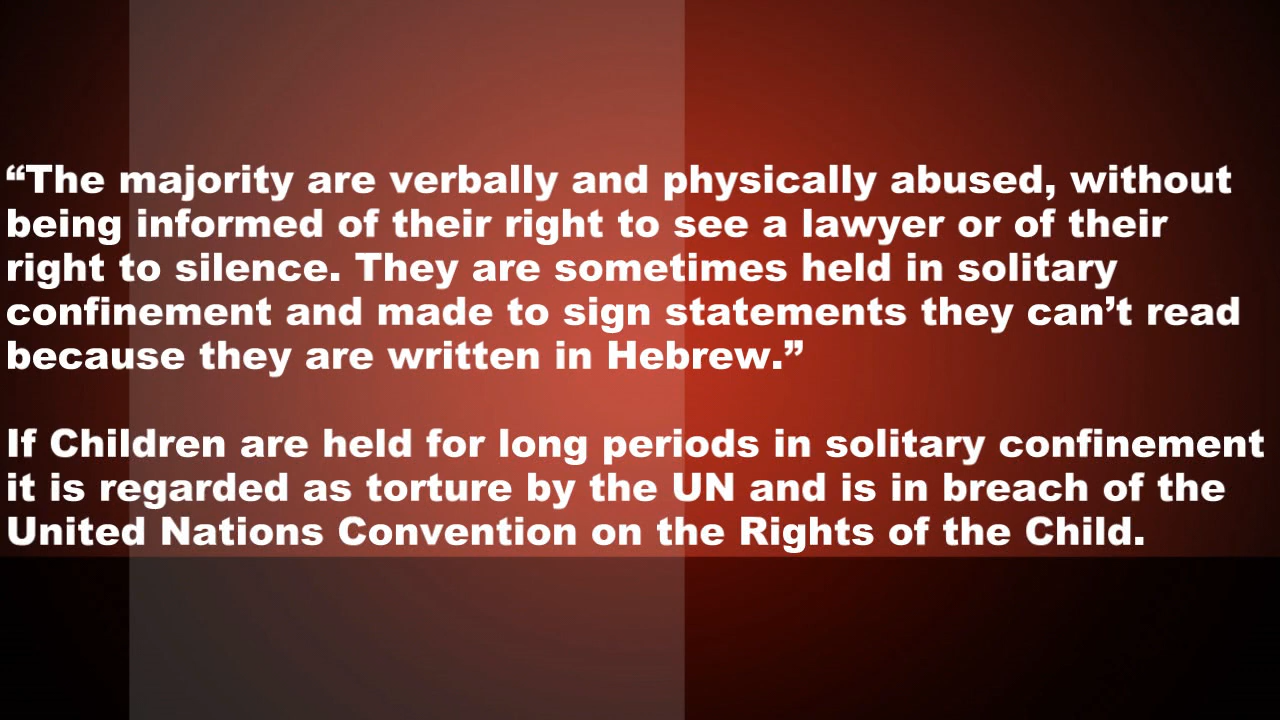 “The majority are verbally and physically abused, without
being informed of their right to see a lawyer or of their
right to silence. They are sometimes held in solitary
confinement and made to sign statements they can’t read
because they are written in Hebrew.”
If Children are held for long periods in solitary confinement
it is regarded as torture by the UN and is in breach of the
United Nations Convention on the Rights of the Child.